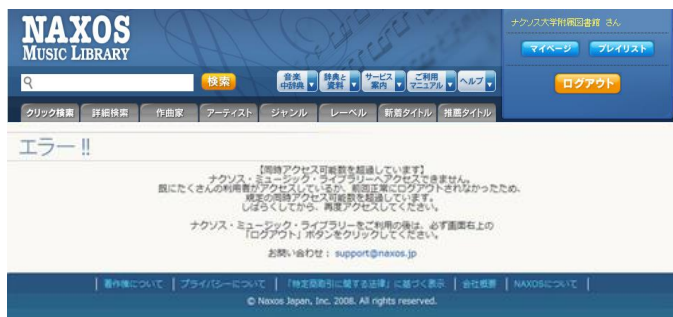 NAXOS
MUSIC LIBRARY
ナクソス大学附属図書館 さん
マイページ プレイリスト
検索
音楽中辞典 辞典と資料 サービス案内 ご利用マニュアル ヘルプ
ログアウト
クリック検索 詳細検索 作曲家 アーティスト ジャンル レーベル 新着タイトル 推薦タイトル
エラー!!
【同時アクセス可能数を超過しています】
ナクソス・ミュージック・ライブラリーへアクセスできません。
既にたくさんの利用者がアクセスしているか、前回正常にログアウトされなかったため、
規定の同時アクセス可能数を超過しています。
しばらくしてから、再度アクセスしてください。
ナクソス・ミュージック・ライブラリーをご利用の後は、必ず画面右上の
「ログアウト」ボタンをクリックしてください。
お問い合わせ : support@naxos.jp
| 著作権について | プライバシーについて | 「特定商取引に関する法律」に基づく表示 | 会社概要 | NAXOSについて |
© Naxos Japan, Inc. 2008. All rights reserved.